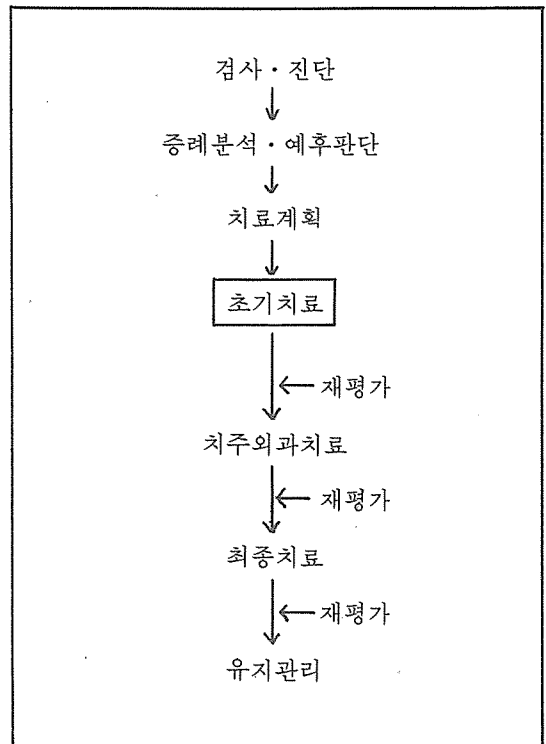 검사・진단
증례분석・예후판단
치료계획
초기치료
재평가
치주외과치료
재평가
최종치료
재평가
유지관리